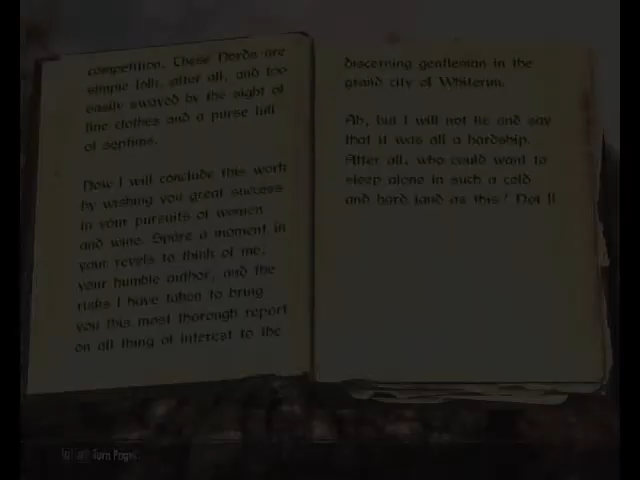 competition. These Nords are
simple folk, after all, and too
easily swayed by the sight of
fine clothes and a purse full
of septims.
Now I will conclude this work
by wishing you great success
in your pursuits of women
and wine. Spare a moment in
your revels to think of me,
your humble author, and the
risks I have taken to bring
you this most thorough report
on all thing of interest to the
discerning gentleman in the
grand city of Whiterun.
Ah, but I will not lie and say
that it was all a hardship.
After all, who could want to
sleep alone in such a cold
and hard land as this? Not I!
Turn Pages